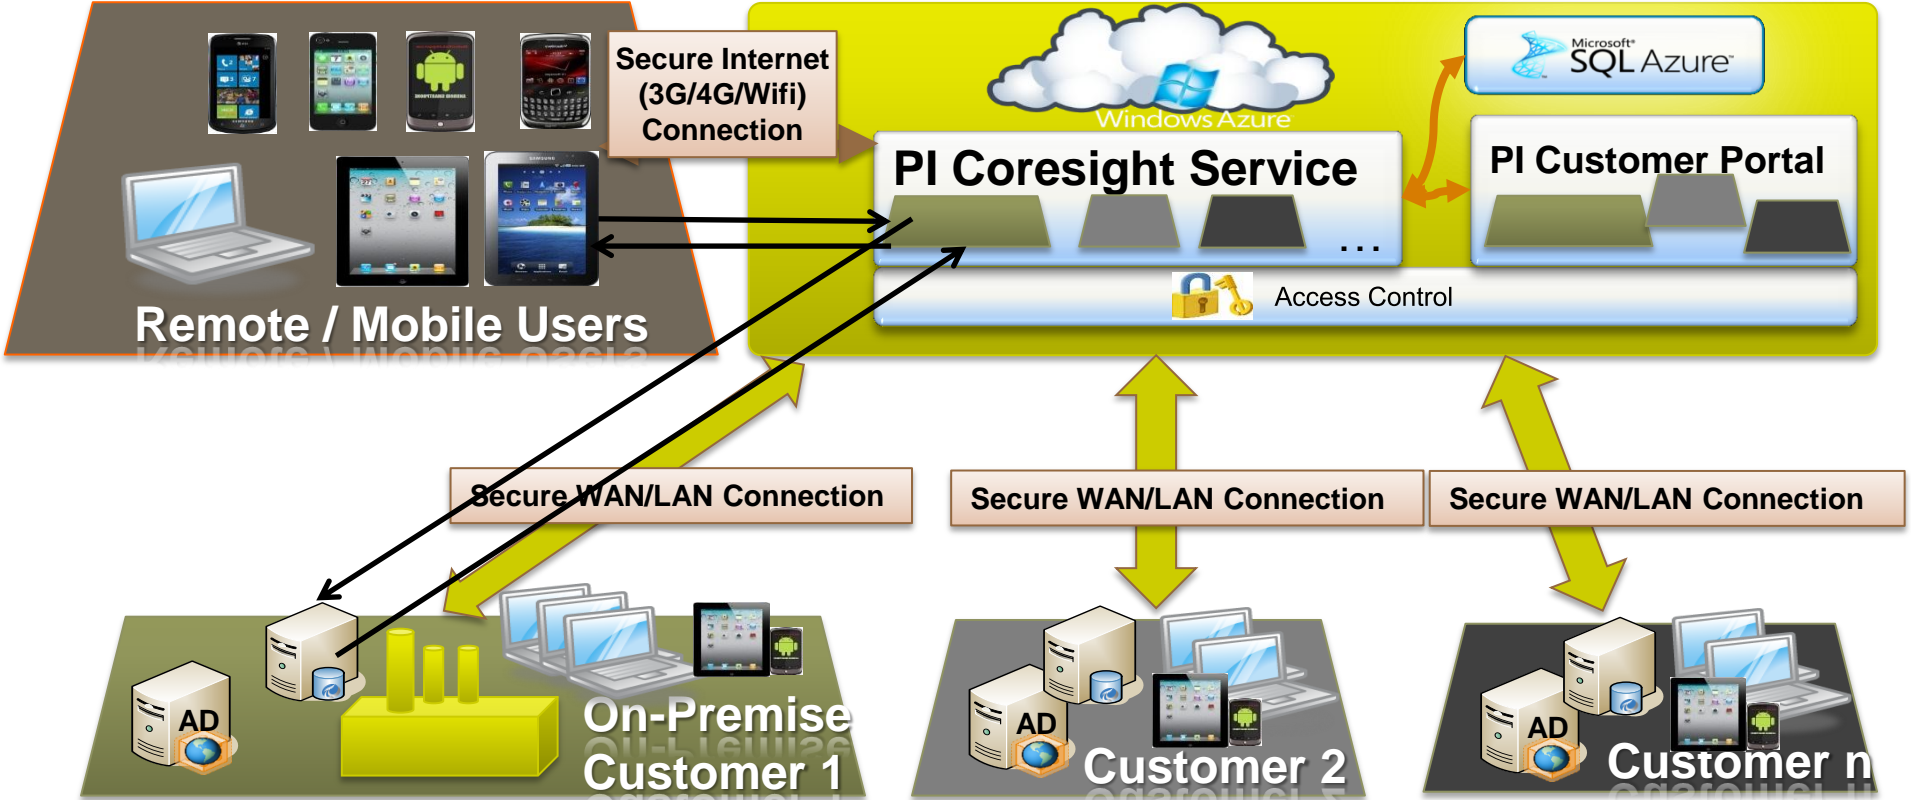 Secure Internet
(3G/4G/Wifi)
Connection
Remote / Mobile Users
Windows Azure
Microsoft®
SQL Azure™
PI Coresight Service
...
PI Customer Portal
Access Control
Secure WAN/LAN Connection
Secure WAN/LAN Connection
Secure WAN/LAN Connection
AD
On-Premise
Customer 1
AD
Customer 2
AD
Customer n